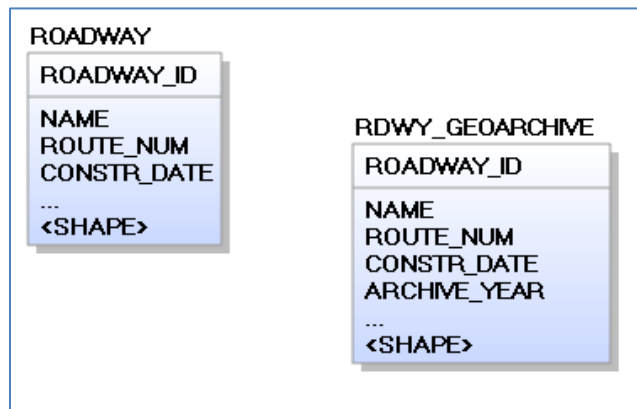 ROADWAY
ROADWAY_ID
NAME
ROUTE_NUM
CONSTR_DATE
...
<SHAPE>
RDWY_GEOARCHIVE
ROADWAY_ID
NAME
ROUTE_NUM
CONSTR_DATE
ARCHIVE_YEAR
...
<SHAPE>